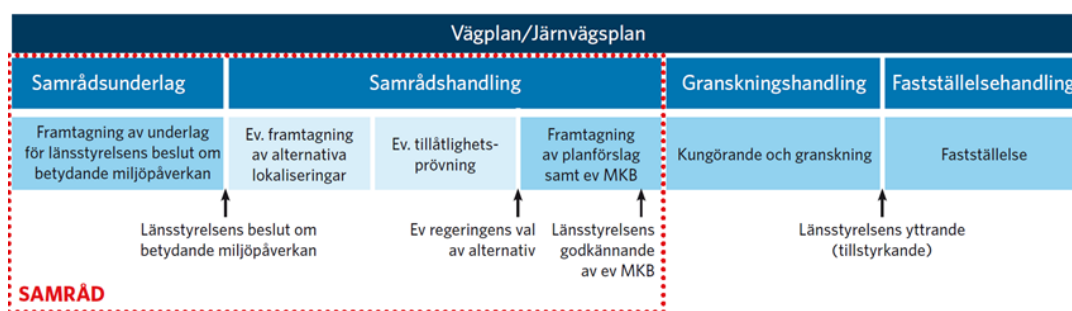 Vägplan/Järnvägsplan
Samrådsunderlag
Samrådshandling
Granskningshandling
Fastställelsehandling
Framtagning av underlag
för länsstyrelsens beslut om
betydande miljöpåverkan
Ev. framtagning
av alternativa
lokaliseringar
Ev. tillåtlighets-
prövning
Framtagning
av planförslag
samt ev MKB
Kungörande och granskning
Fastställelse
Länsstyrelsens beslut om
betydande miljöpåverkan
Ev regeringens val
av alternativ
Länsstyrelsens
godkännande
av ev MKB
Länsstyrelsens yttrande
(tillstyrkande)
SAMRÅD